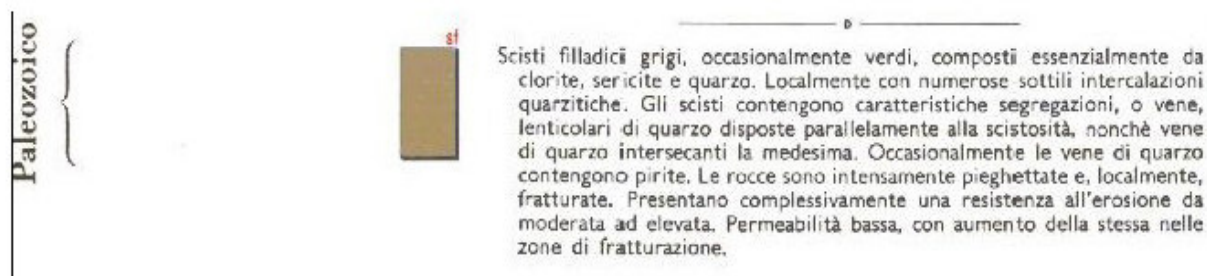 Paleozoico
sf
D
Scisti filladici grigi, occasionalmente verdi, composti essenzialmente da
clorite, sericite e quarzo. Localmente con numerose sottili intercalazioni
quarzitiche. Gli scisti contengono caratteristiche segregazioni, o vene,
lenticolari di quarzo disposte parallelamente alla scistosità, nonchè vene
di quarzo intersecanti la medesima. Occasionalmente le vene di quarzo
contengono pirite. Le rocce sono intensamente pieghettate e, localmente,
fratturate. Presentano complessivamente una resistenza all'erosione da
moderata ad elevata. Permeabilità bassa, con aumento della stessa nelle
zone di fratturazione.